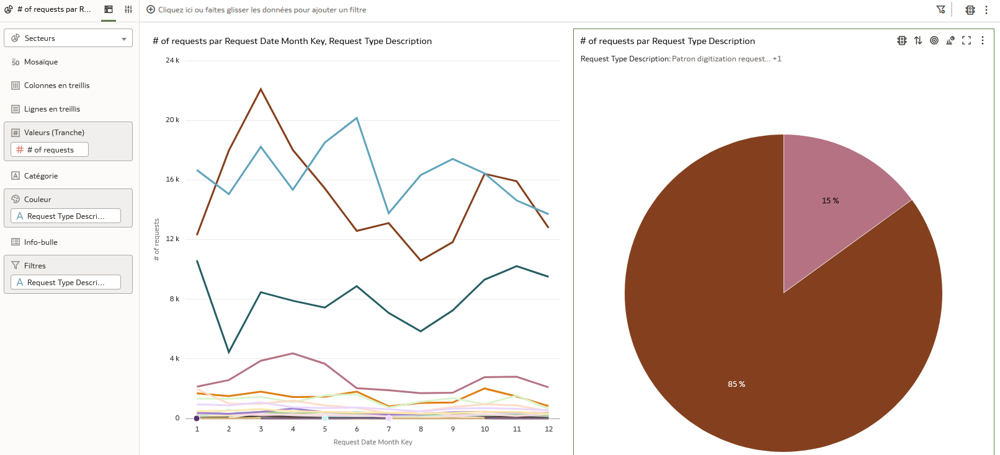 # of requests par R...
Cliquez ici ou faites glisser les données pour ajouter un filtre
Secteurs
Mosaïque
Colonnes en treillis
Lignes en treillis
Valeurs (Tranche)
# of requests
Catégorie
Couleur
A Request Type Descri...
Info-bulle
Filtres
A Request Type Descri...
# of requests par Request Date Month Key, Request Type Description
24 k
20 k
16 k
12 k
8 k
4 k
0
# of requests
1 2 3 4 5 6 7 8 9 10 11 12
Request Date Month Key
# of requests par Request Type Description
Request Type Description: Patron digitization request... +1
15 %
85 %